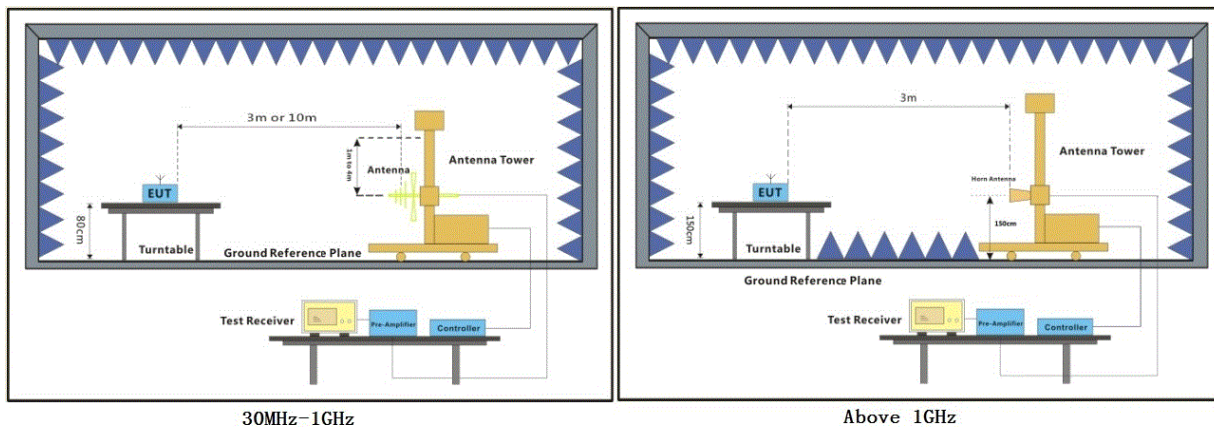 3m or 10m
1m to 4m
Antenna
Antenna Tower
EUT
80cm
Turntable
Ground Reference Plane
Test Receiver
Pre-Amplifier
Controller
30MHz-1GHz
3m
Antenna Tower
Horn Antenna
EUT
150cm
150cm
Turntable
Ground Reference Plane
Test Receiver
Pre-Amplifier
Controller
Above 1GHz